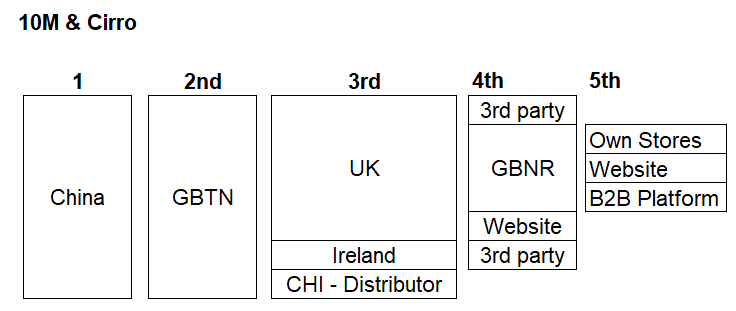 10M & Cirro
1 2nd 3rd 4th 5th
China
GBTN
UK
Ireland
CHI - Distributor
3rd party
GBNR
Website
3rd party
Own Stores
Website
B2B Platform